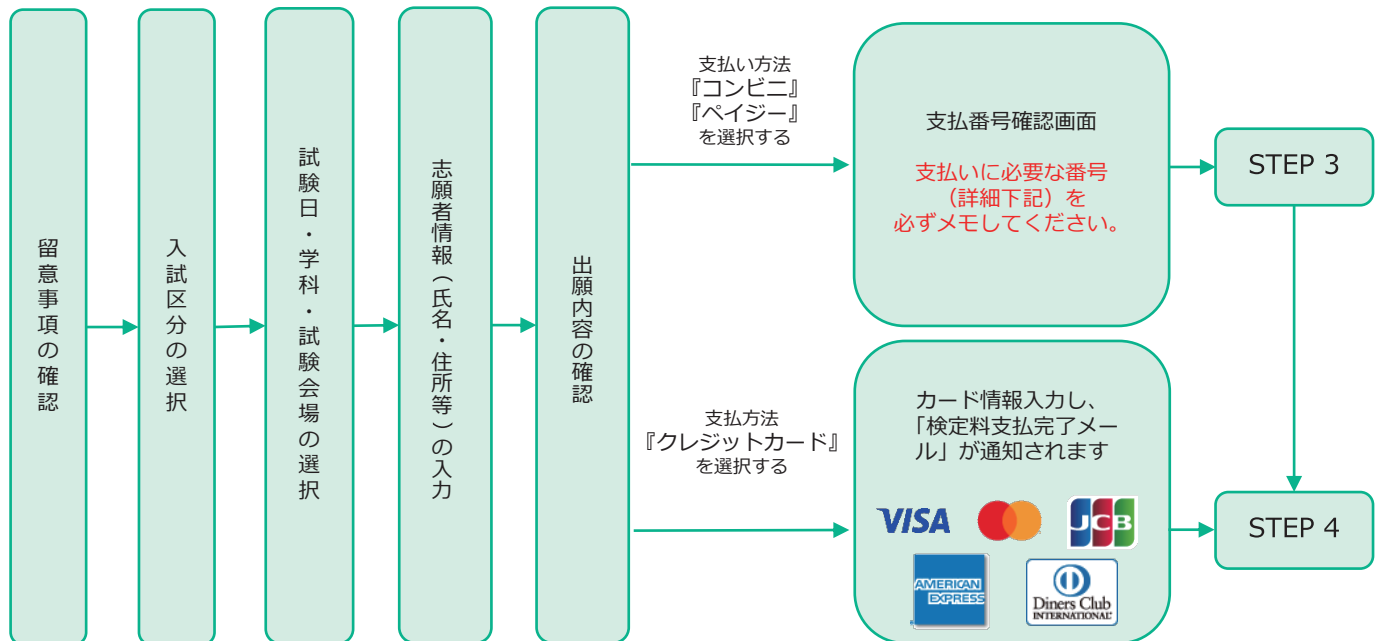 留意事項の確認
入試区分の選択
試験日・学科・試験会場の選択
志願者情報（氏名・住所等）の入力
出願内容の確認
支払い方法
『コンビニ』
『ペイジー』
を選択する
支払番号確認画面
支払いに必要な番号
（詳細下記）を
必ずメモしてください。
STEP 3
支払方法
『クレジットカード』
を選択する
カード情報入力し、
「検定料支払完了メー
ル」が通知されます
VISA
JCB
AMERICAN
EXPRESS
Diners Club
INTERNATIONAL
STEP 4